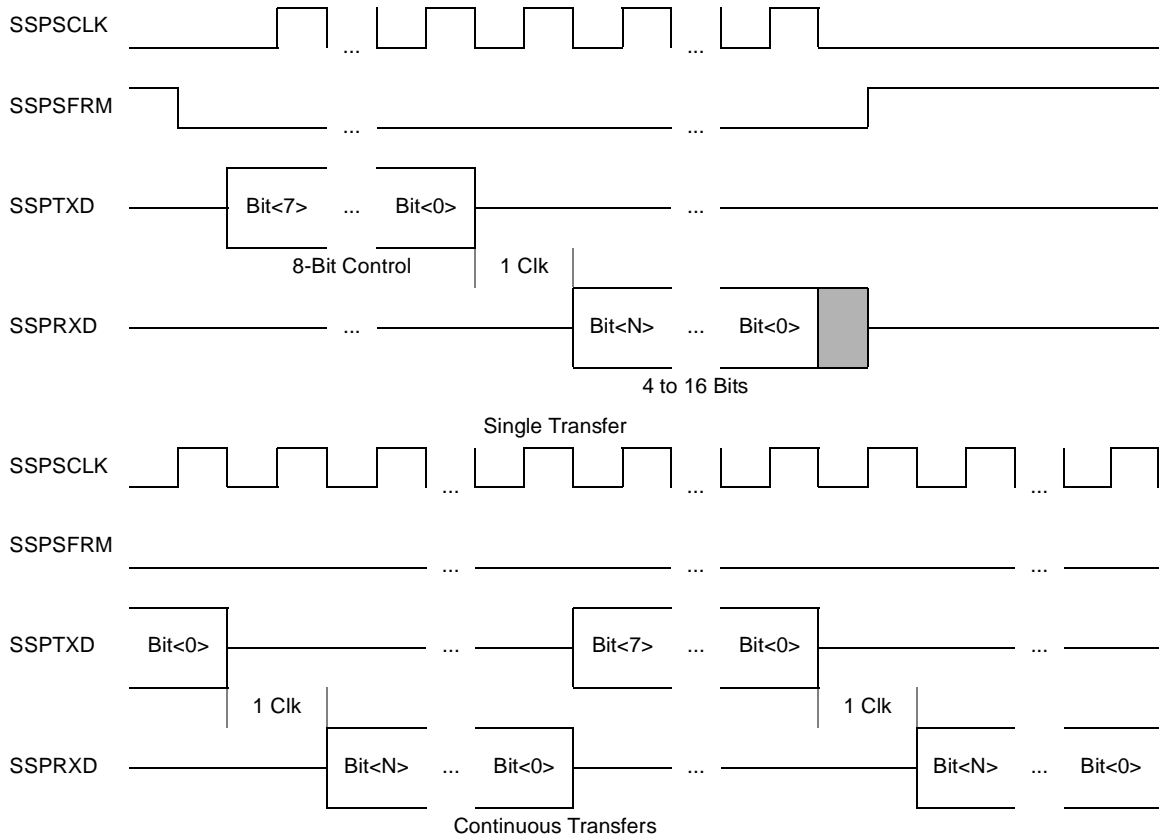 SSPSCLK
... ...
SSPSFRM
... ...
SSPTXD Bit<7> ... Bit<0> ...
8-Bit Control 1 Clk
SSPRXD ... Bit<N> ... Bit<0>
4 to 16 Bits
Single Transfer
SSPSCLK
... ... ...
SSPSFRM
... ... ...
SSPTXD Bit<0> ... Bit<7> ... Bit<0> ...
1 Clk 1 Clk
SSPRXD Bit<N> ... Bit<0> ... Bit<N> ... Bit<0>
Continuous Transfers